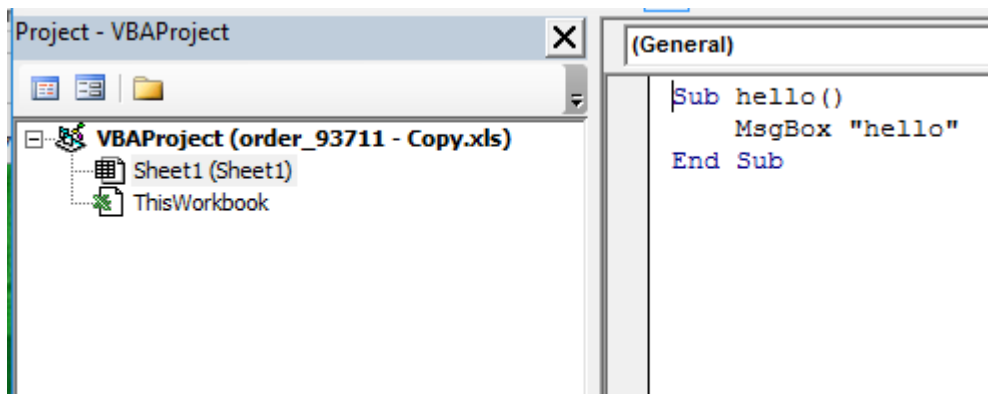 Project - VBAProject
VBAProject (order_93711 - Copy.xls)
Sheet1 (Sheet1)
ThisWorkbook
(General)
Sub hello()
    MsgBox "hello"
End Sub